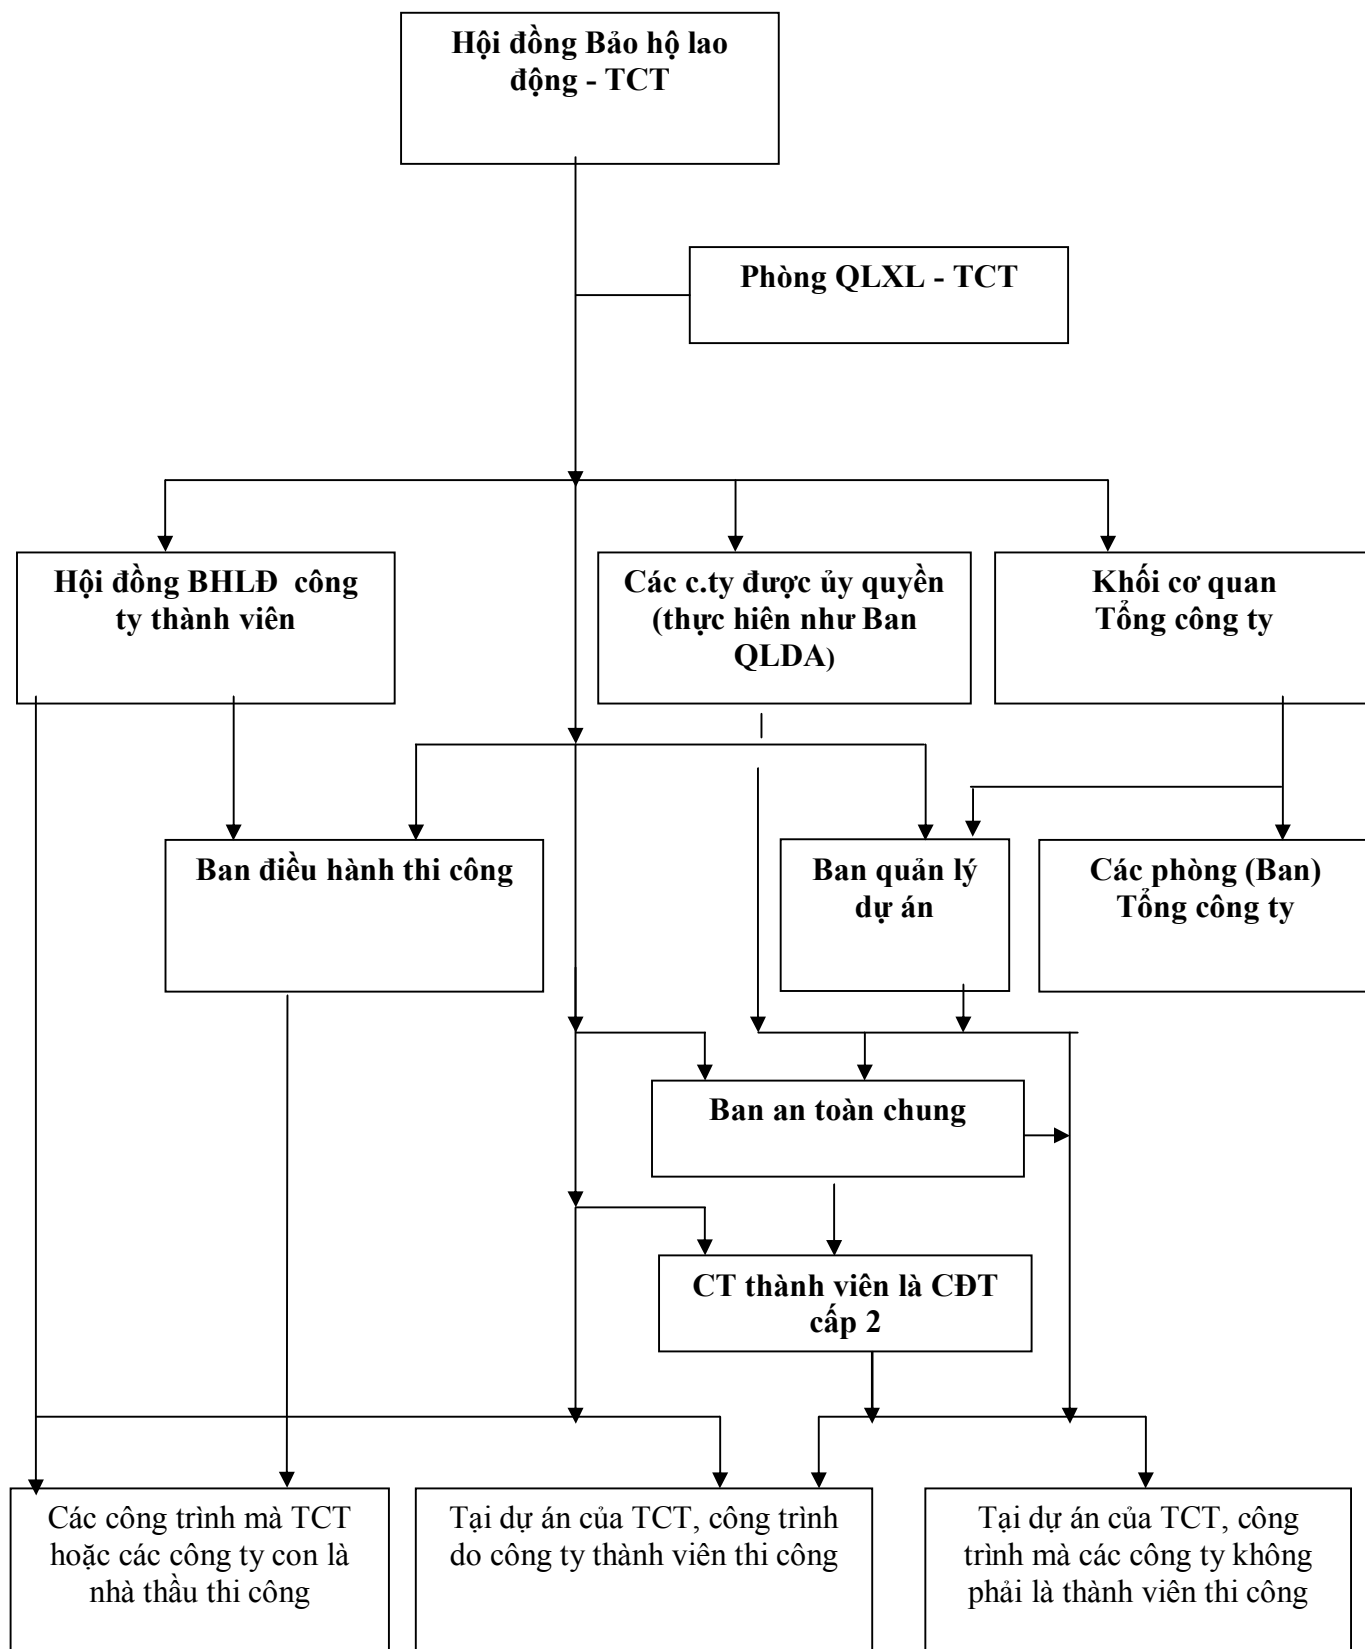 Hội đồng Bảo hộ lao
động - TCT
Phòng QLXL - TCT
Hội đồng BHLĐ công
ty thành viên
Các c.ty được ủy quyền
(thực hiên như Ban
QLDA)
Khối cơ quan
Tổng công ty
Ban điều hành thi công
Ban quản lý
dự án
Các phòng (Ban)
Tổng công ty
Ban an toàn chung
CT thành viên là CĐT
cấp 2
Các công trình mà TCT
hoặc các công ty con là
nhà thầu thi công
Tại dự án của TCT, công trình
do công ty thành viên thi công
Tại dự án của TCT, công
trình mà các công ty không
phải là thành viên thi công